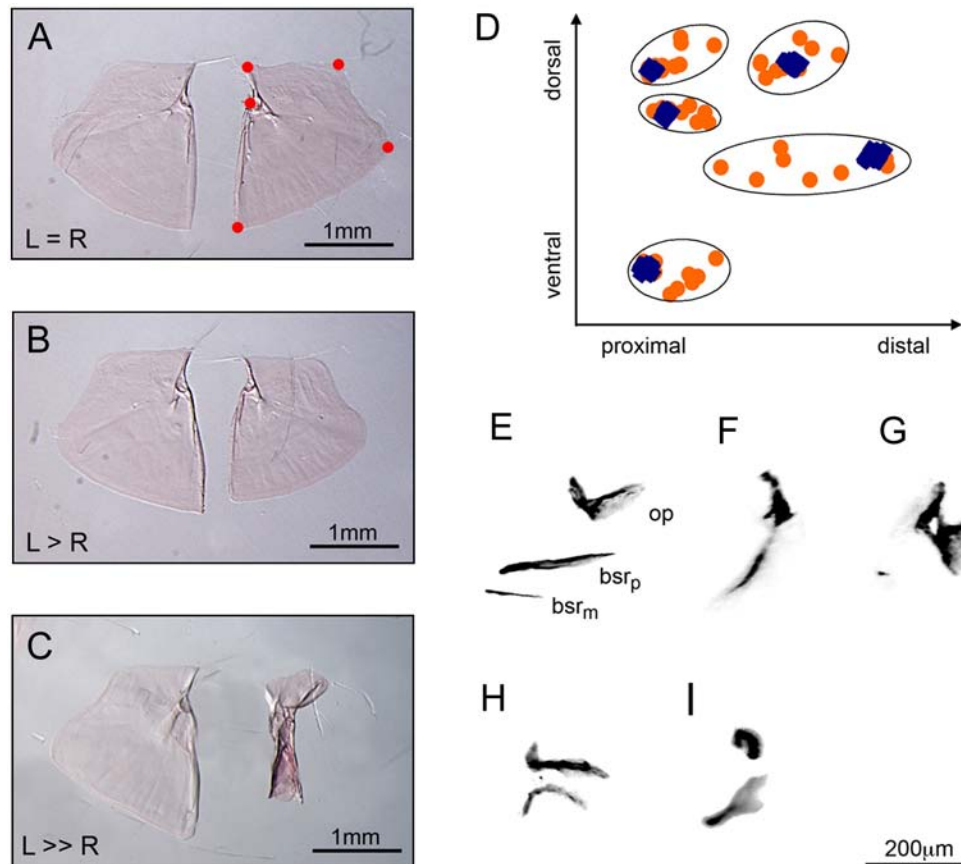 A
L = R
1mm
B
L > R
1mm
C
L >> R
1mm
D
dorsal
ventral
proximal
distal
E
op
bsrp
bsrm
F
G
H
I
200µm